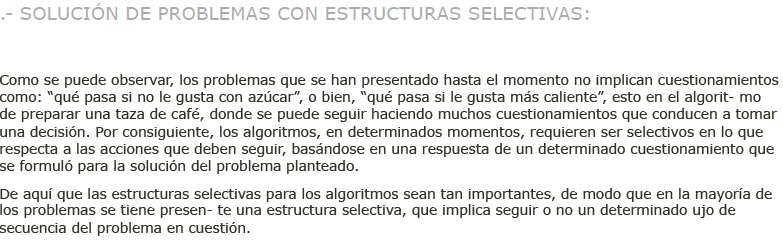 .- SOLUCIÓN DE PROBLEMAS CON ESTRUCTURAS SELECTIVAS:
Como se puede observar, los problemas que se han presentado hasta el momento no implican cuestionamientos
como: “qué pasa si no le gusta con azúcar”, o bien, “qué pasa si le gusta más caliente”, esto en el algorit- mo
de preparar una taza de café, donde se puede seguir haciendo muchos cuestionamientos que conducen a tomar
una decisión. Por consiguiente, los algoritmos, en determinados momentos, requieren ser selectivos en lo que
respecta a las acciones que deben seguir, basándose en una respuesta de un determinado cuestionamiento que
se formuló para la solución del problema planteado.
De aquí que las estructuras selectivas para los algoritmos sean tan importantes, de modo que en la mayoría de
los problemas se tiene presen- te una estructura selectiva, que implica seguir o no un determinado ujo de
secuencia del problema en cuestión.